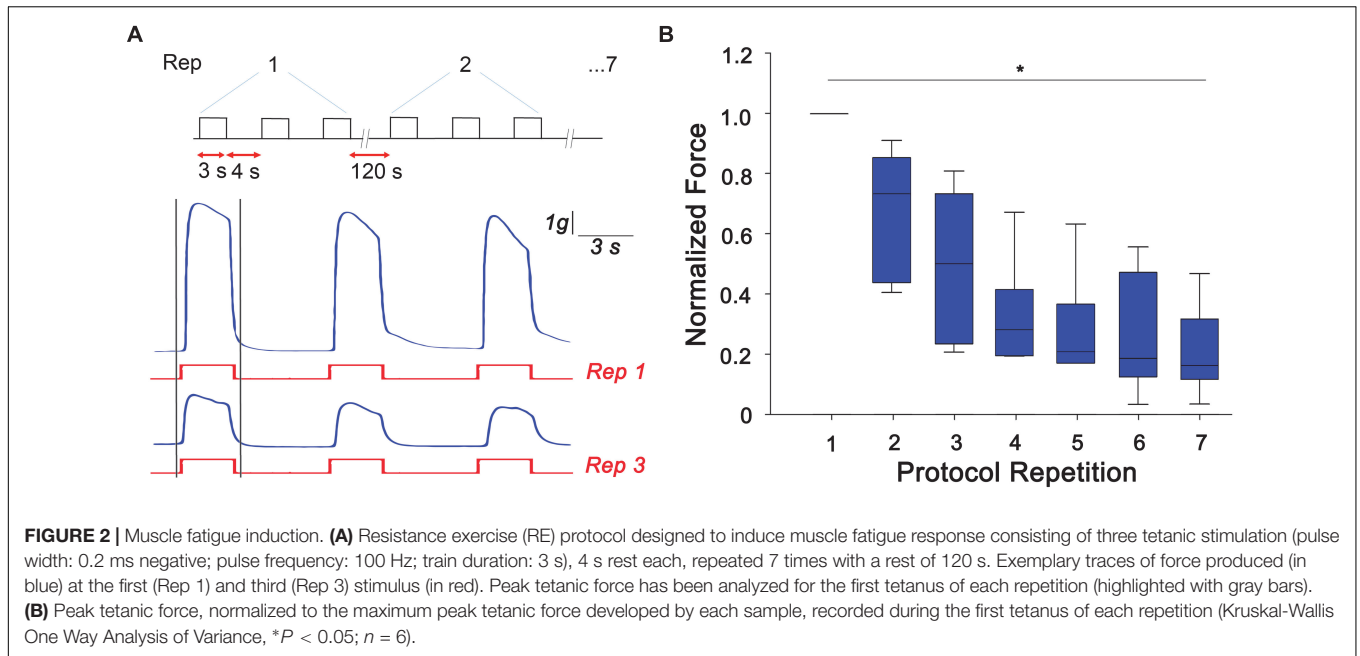 A
Rep 1 2 ...7
3 s 4 s 120 s
1g
3 s
Rep 1
Rep 3
B
*
Normalized Force
1.2
1.0
0.8
0.6
0.4
0.2
0
1 2 3 4 5 6 7
Protocol Repetition
FIGURE 2 | Muscle fatigue induction. (A) Resistance exercise (RE) protocol designed to induce muscle fatigue response consisting of three tetanic stimulation (pulse
width: 0.2 ms negative; pulse frequency: 100 Hz; train duration: 3 s), 4 s rest each, repeated 7 times with a rest of 120 s. Exemplary traces of force produced (in
blue) at the first (Rep 1) and third (Rep 3) stimulus (in red). Peak tetanic force has been analyzed for the first tetanus of each repetition (highlighted with gray bars).
(B) Peak tetanic force, normalized to the maximum peak tetanic force developed by each sample, recorded during the first tetanus of each repetition (Kruskal-Wallis
One Way Analysis of Variance, *P < 0.05; n = 6).